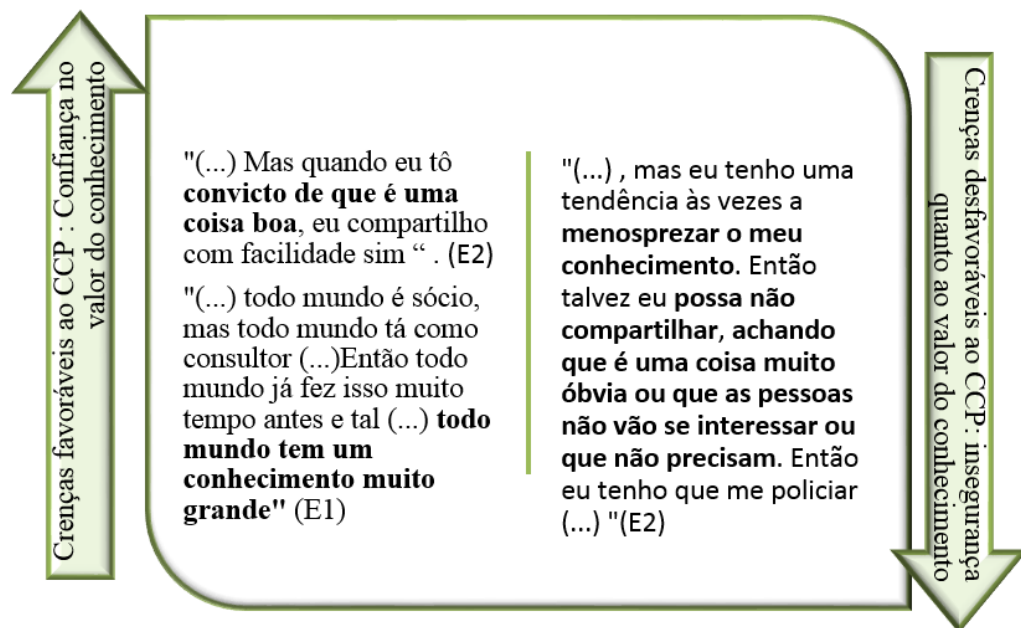 Crenças favoráveis ao CCP : Confiança no
valor do conhecimento
"(...) Mas quando eu tô
convicto de que é uma
coisa boa, eu compartilho
com facilidade sim “ . (E2)
"(...) todo mundo é sócio,
mas todo mundo tá como
consultor (...)Então todo
mundo já fez isso muito
tempo antes e tal (...) todo
mundo tem um
conhecimento muito
grande" (E1)
"(...) , mas eu tenho uma
tendência às vezes a
menosprezar o meu
conhecimento. Então
talvez eu possa não
compartilhar, achando
que é uma coisa muito
óbvia ou que as pessoas
não vão se interessar ou
que não precisam. Então
eu tenho que me policiar
(...) "(E2)
Crenças desfavoráveis ao CCP: insegurança
quanto ao valor do conhecimento